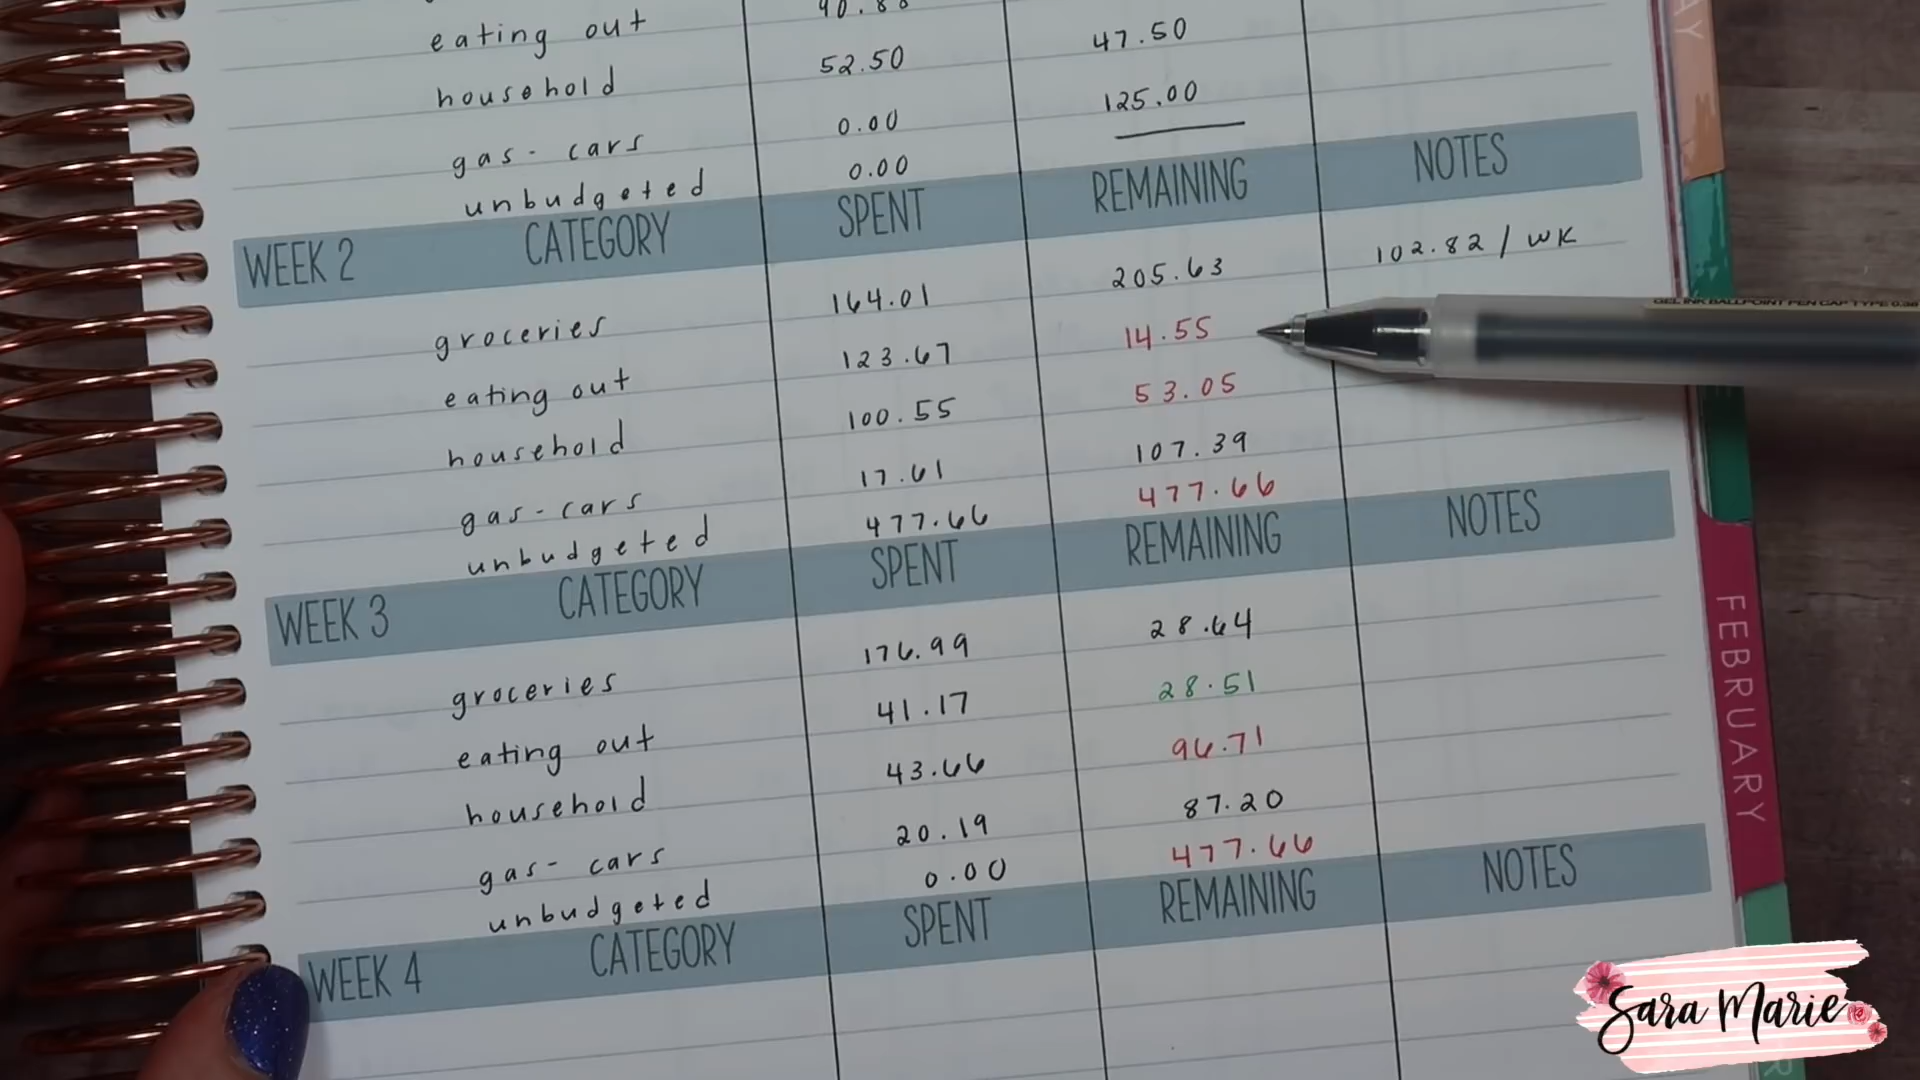 eating out
household 52.50 47.50
gas- cars 0.00 125.00
unbudgeted 0.00
WEEK 2 CATEGORY SPENT REMAINING NOTES
groceries 164.01 205.63 102.82 / WK
eating out 123.67 14.55
household 100.55 53.05
gas-cars 17.61 107.39
unbudgeted 477.66 477.66
WEEK 3 CATEGORY SPENT REMAINING NOTES
groceries 176.99 28.64
eating out 41.17 28.51
household 43.66 96.71
gas- cars 20.19 87.20
unbudgeted 0.00 477.66
WEEK 4 CATEGORY SPENT REMAINING NOTES
FEBRUARY
Sara Marie